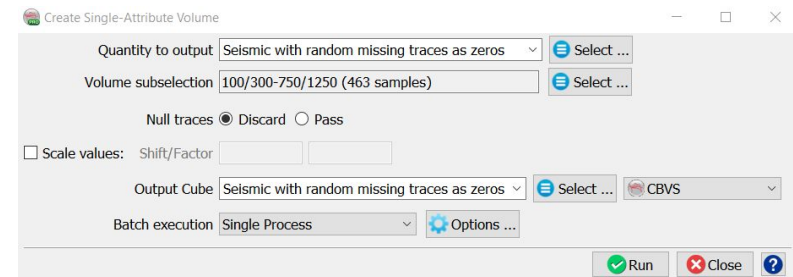 Create Single-Attribute Volume
Quantity to output Seismic with random missing traces as zeros Select ...
Volume subselection 100/300-750/1250 (463 samples) Select ...
Null traces Discard Pass
Scale values: Shift/Factor
Output Cube Seismic with random missing traces as zeros Select ... CBVS
Batch execution Single Process Options ...
Run Close ?